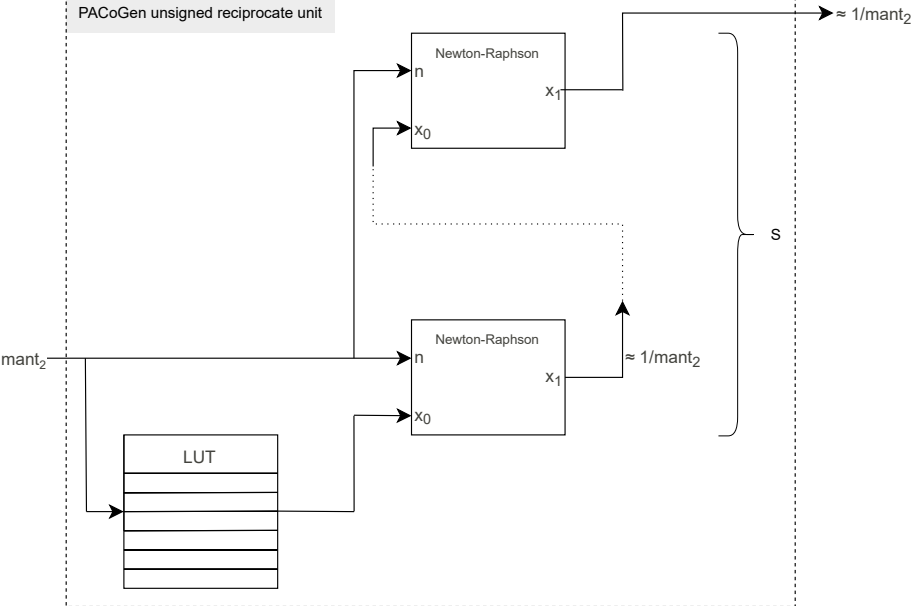 PACoGen unsigned reciprocate unit
≈ 1/mant₂
Newton-Raphson
n
x₁
x₀
S
Newton-Raphson
mant₂
n
≈ 1/mant₂
x₁
x₀
LUT